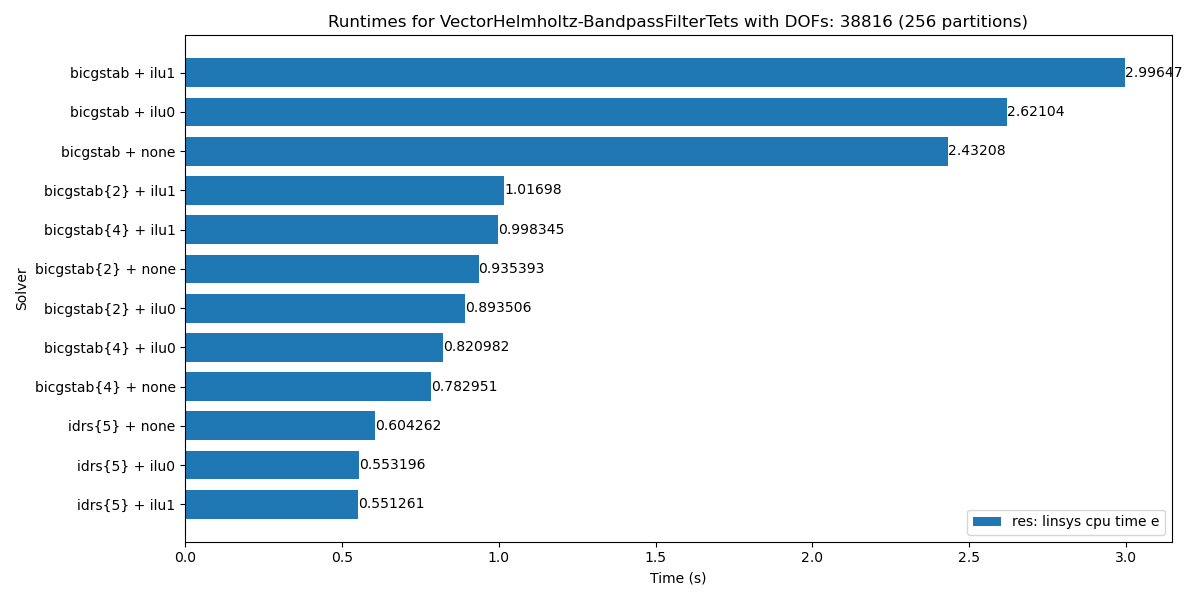 Runtimes for VectorHelmholtz-BandpassFilterTets with DOFs: 38816 (256 partitions)
bicgstab + ilu1 2.99647
bicgstab + ilu0 2.62104
bicgstab + none 2.43208
bicgstab{2} + ilu1 1.01698
bicgstab{4} + ilu1 0.998345
bicgstab{2} + none 0.935393
bicgstab{2} + ilu0 0.893506
bicgstab{4} + ilu0 0.820982
bicgstab{4} + none 0.782951
idrs{5} + none 0.604262
idrs{5} + ilu0 0.553196
idrs{5} + ilu1 0.551261
Solver
res: linsys cpu time e
0.0 0.5 1.0 1.5 2.0 2.5 3.0
Time (s)